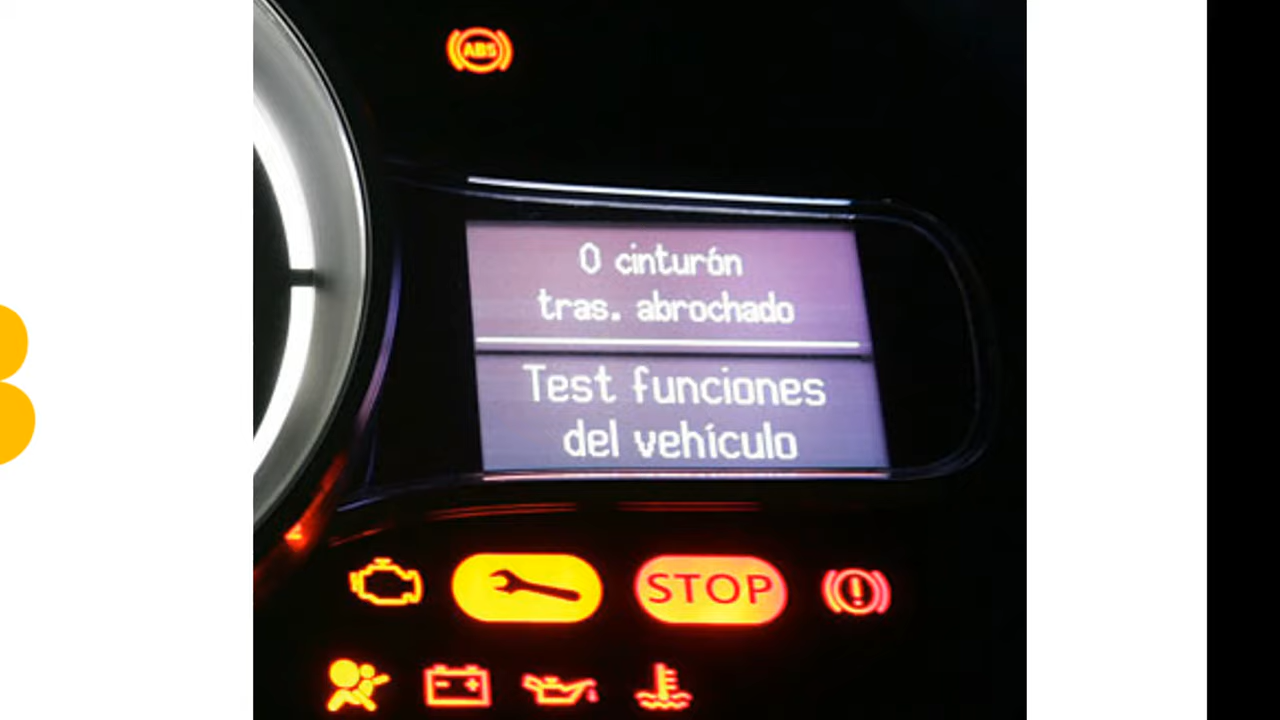 ABS
0 cinturón
tras. abrochado
Test funciones
del vehículo
STOP